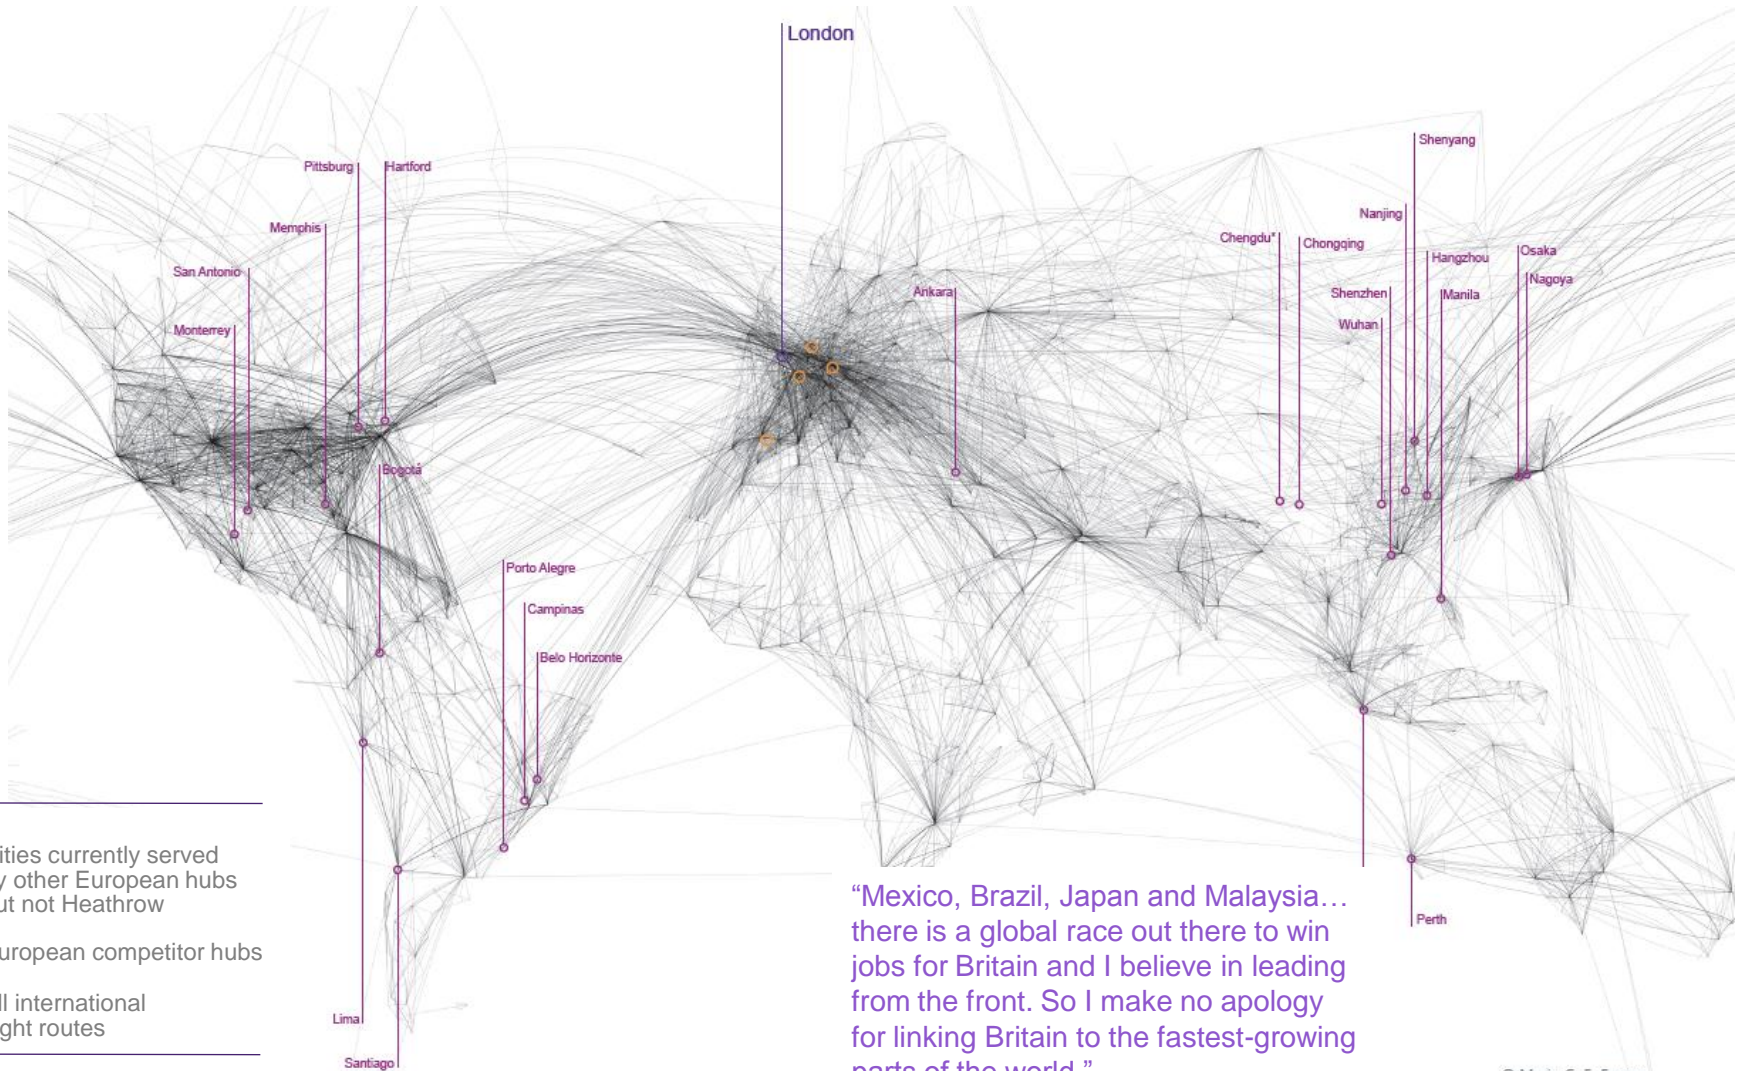 London
Shenyang
Pittsburg
Hartford
Nanjing
Memphis
Chengdu*
Chongqing
Hangzhou
Osaka
San Antonio
Nagoya
Ankara
Shenzhen
Manila
Monterrey
Wuhan
Bogotá
Porto Alegre
Campinas
Belo Horizonte
ities currently served
y other European hubs
ut not Heathrow
uropean competitor hubs
ll international
ght routes
“Mexico, Brazil, Japan and Malaysia…
there is a global race out there to win
jobs for Britain and I believe in leading
from the front. So I make no apology
for linking Britain to the fastest-growing
parts of the world.”
Perth
Lima
Santiago